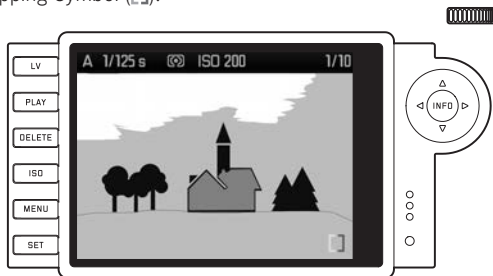 pping Symbol ([ ]).
A 1/125 s ISO 200 1/10
LV
PLAY
DELETE
ISO
MENU
SET
INFO